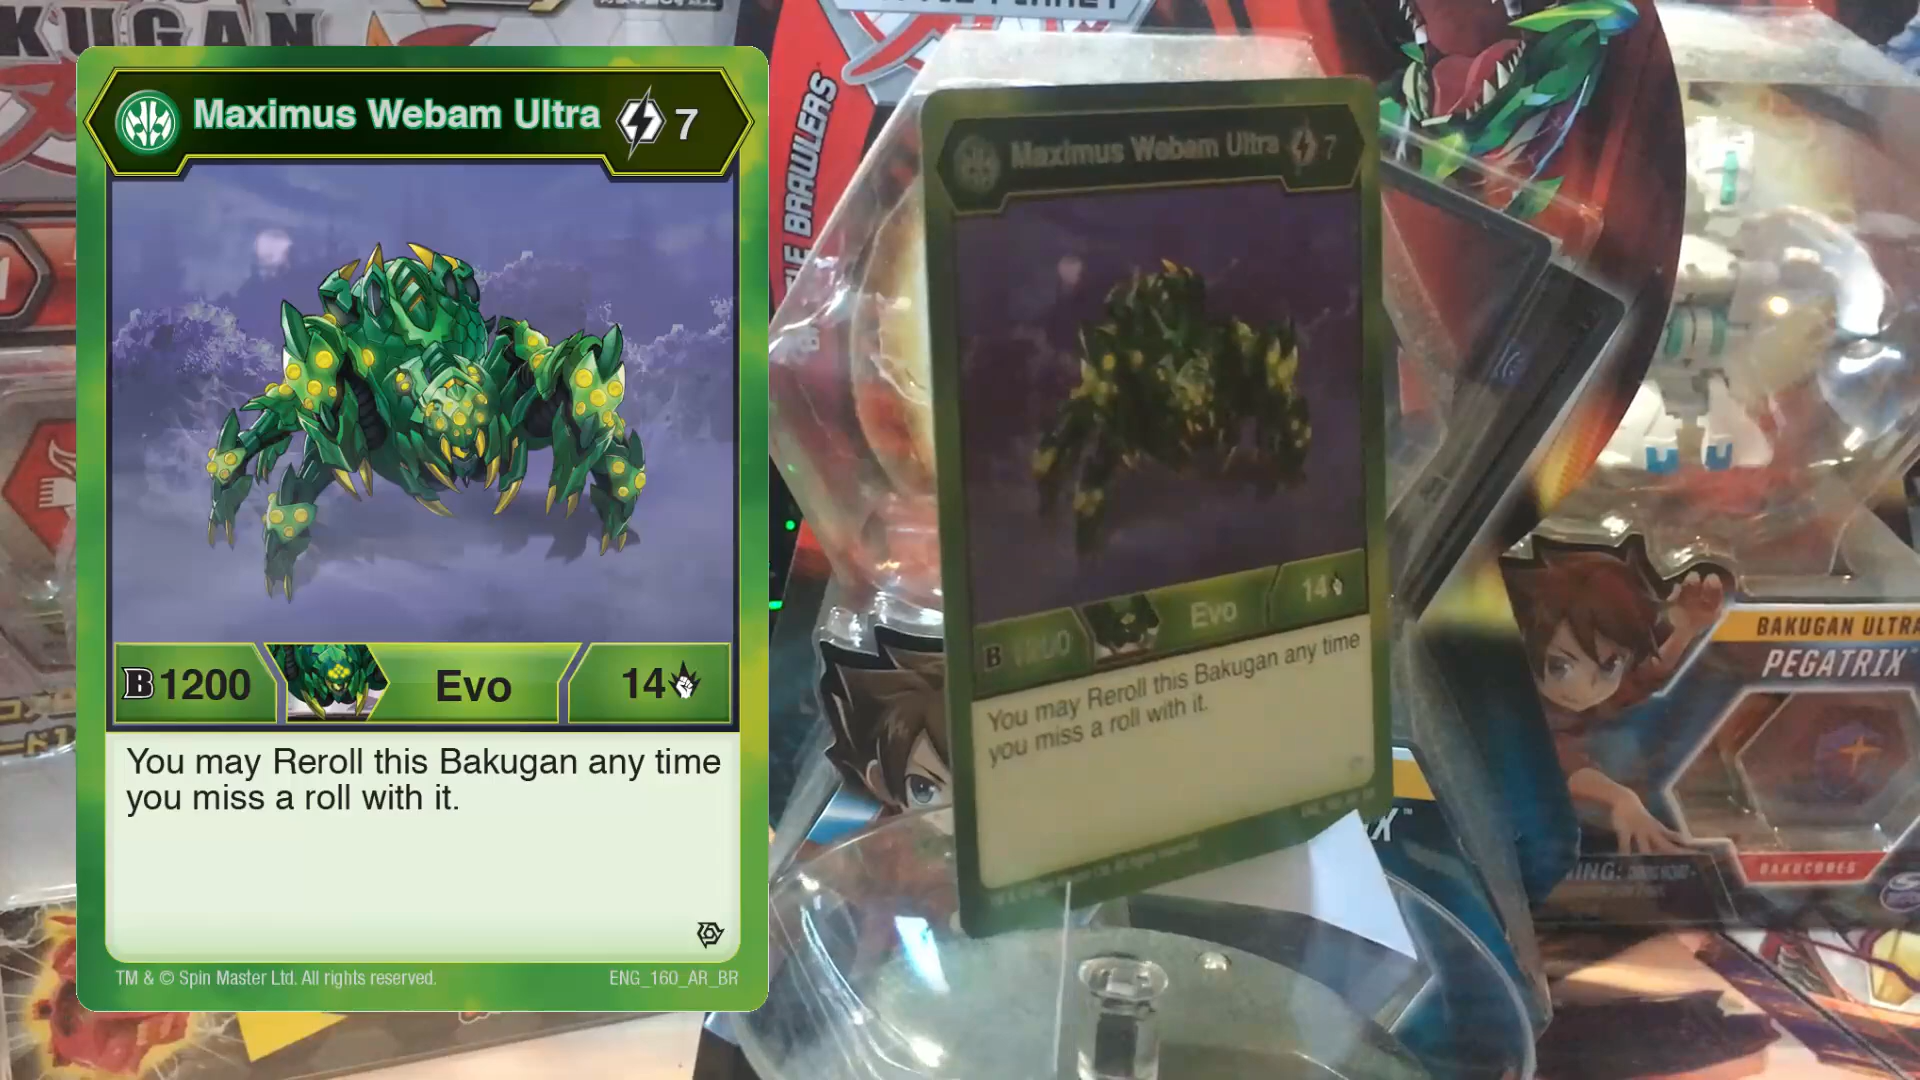 KUGAN
Maximus Webam Ultra 7
B 1200
Evo
14
You may Reroll this Bakugan any time
you miss a roll with it.
TM & © Spin Master Ltd. All rights reserved.
ENG_160_AR_BR
BRAWLERS
Maximus Webam Ultra 7
B
Evo
14
You may Reroll this Bakugan any time
you miss a roll with it.
BAKUGAN ULTRA
PEGATRIX
BAKUCORES